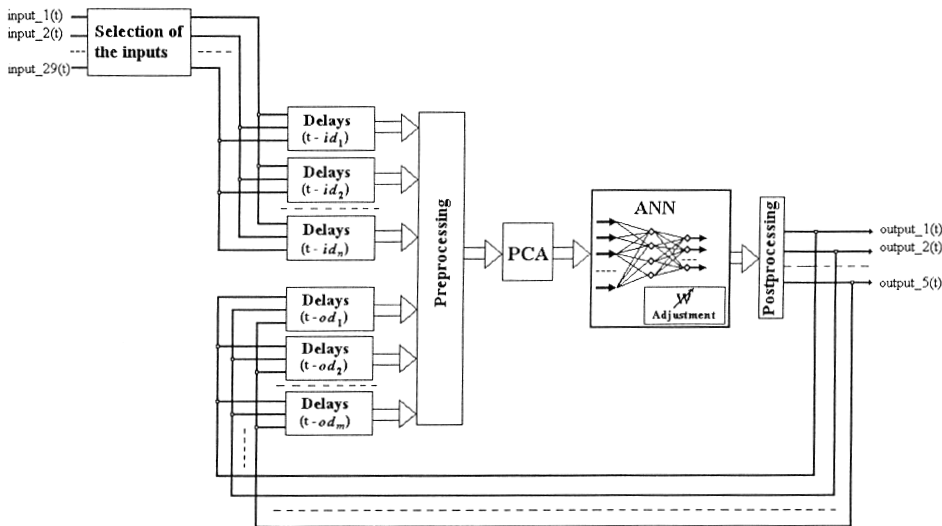 input_1(t)
input_2(t)
input_29(t)
Selection of
the inputs
Delays
(t - id1)
Delays
(t - id2)
Delays
(t - idn)
Delays
(t - od1)
Delays
(t - od2)
Delays
(t - odm)
Preprocessing
PCA
ANN
W
Adjustment
Postprocessing
output_1(t)
output_2(t)
output_5(t)